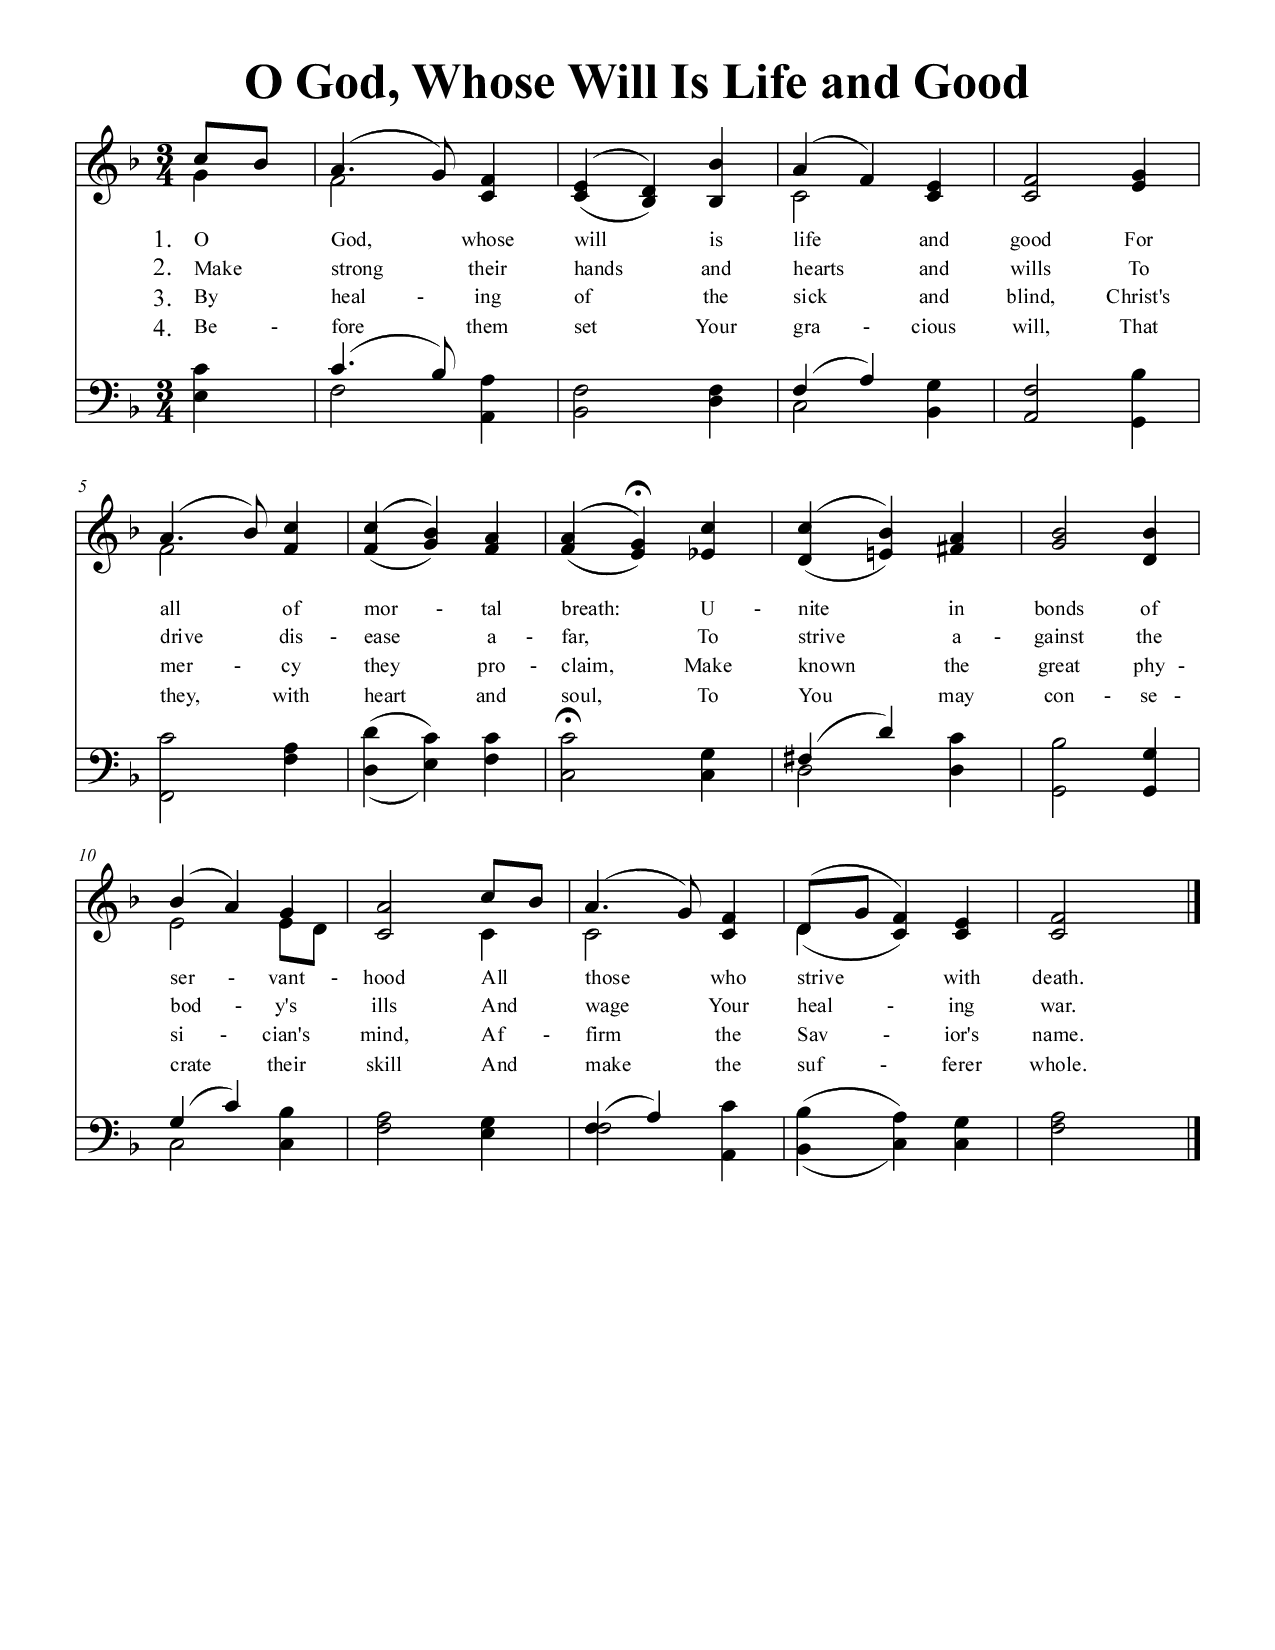 O God, Whose Will Is Life and Good
3
4
1. O God, whose will is life and good For
2. Make strong their hands and hearts and wills To
3. By heal - ing of the sick and blind, Christ's
4. Be - fore them set Your gra - cious will, That
3
4
5
all of mor - tal breath: U - nite in bonds of
drive dis - ease a - far, To strive a - gainst the
mer - cy they pro - claim, Make known the great phy -
they, with heart and soul, To You may con - se -
10
ser - vant - hood All those who strive with death.
bod - y's ills And wage Your heal - ing war.
si - cian's mind, Af - firm the Sav - ior's name.
crate their skill And make the suf - ferer whole.